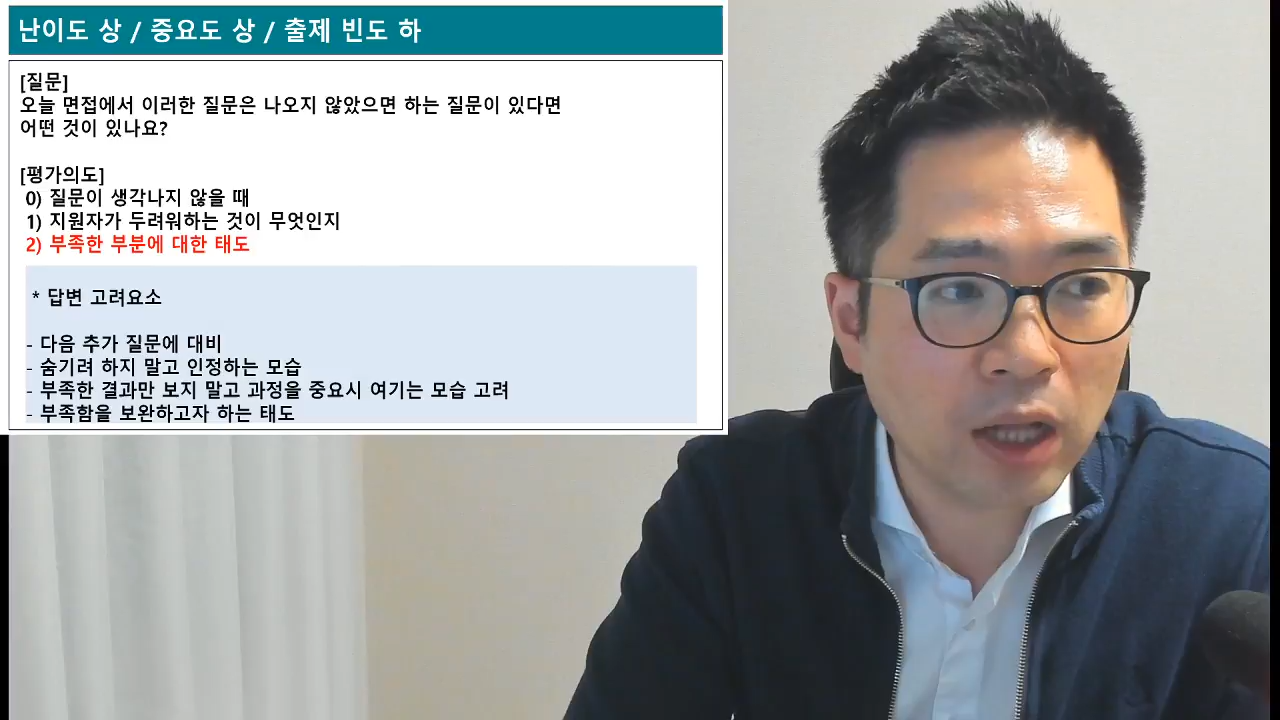 난이도 상 / 중요도 상 / 출제 빈도 하
[질문]
오늘 면접에서 이러한 질문은 나오지 않았으면 하는 질문이 있다면
어떤 것이 있나요?
[평가의도]
0) 질문이 생각나지 않을 때
1) 지원자가 두려워하는 것이 무엇인지
2) 부족한 부분에 대한 태도
* 답변 고려요소
- 다음 추가 질문에 대비
- 숨기려 하지 말고 인정하는 모습
- 부족한 결과만 보지 말고 과정을 중요시 여기는 모습 고려
- 부족함을 보완하고자 하는 태도